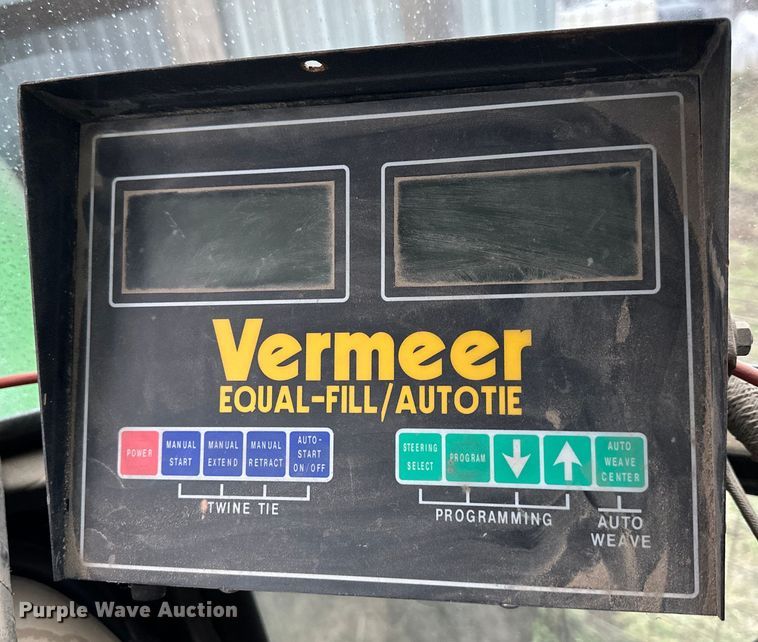 Vermeer
EQUAL-FILL/AUTOTIE
POWER
MANUAL START
MANUAL EXTEND
MANUAL RETRACT
AUTO-START ON/OFF
TWINE TIE
STEERING SELECT
PROGRAM
AUTO WEAVE CENTER
PROGRAMMING
AUTO WEAVE
Purple Wave Auction